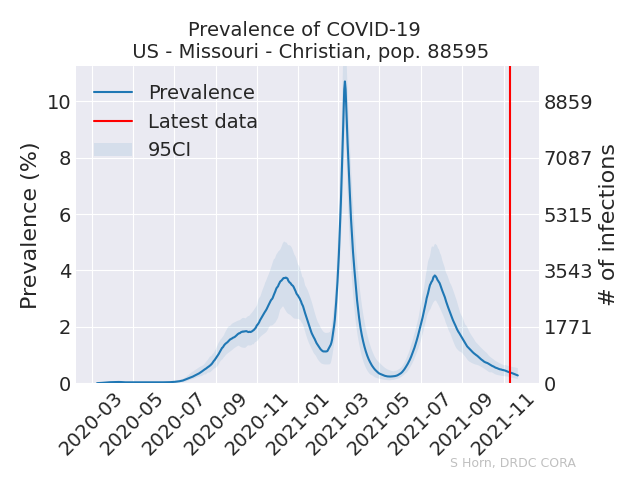 Prevalence of COVID-19
US - Missouri - Christian, pop. 88595
Prevalence
Latest data
95CI
Prevalence (%)
10
8
6
4
2
0
8859
7087
5315
3543
1771
0
# of infections
2020-03
2020-05
2020-07
2020-09
2020-11
2021-01
2021-03
2021-05
2021-07
2021-09
2021-11
S Horn, DRDC CORA